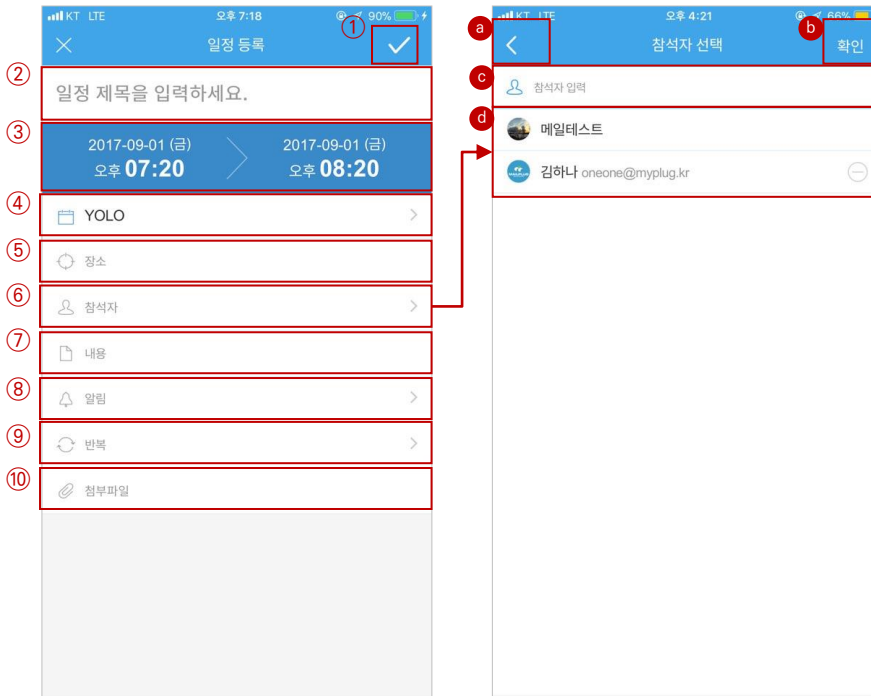 KT LTE 오후 7:18 90%
①
일정 등록
② 일정 제목을 입력하세요.
③
2017-09-01 (금) 2017-09-01 (금)
오후 07:20 오후 08:20
④ YOLO
⑤ 장소
⑥ 참석자
⑦ 내용
⑧ 알림
⑨ 반복
⑩ 첨부파일
KT LTE 오후 4:21 66%
a b
참석자 선택 확인
c 참석자 입력
d 메일테스트
김하나 oneone@myplug.kr